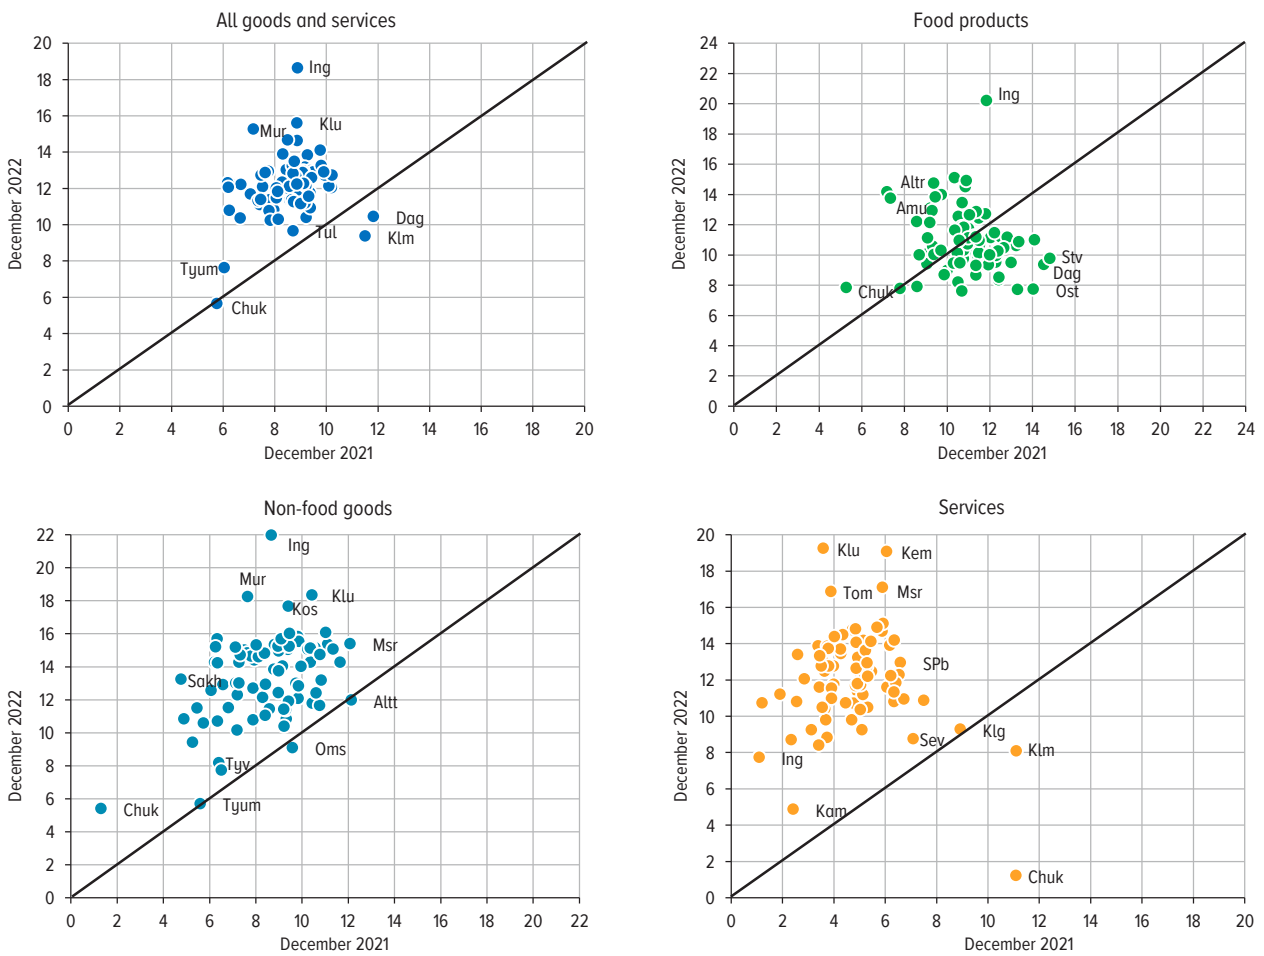 All goods and services
20
18
16
14
12
10
8
6
4
2
0
December 2022
Ing
Klu
Mur
Dag
Tul
Klm
Tyum
Chuk
0 2 4 6 8 10 12 14 16 18 20
December 2021
Food products
24
22
20
18
16
14
12
10
8
6
4
2
0
December 2022
Ing
Altr
Amu
Stv
Dag
Chuk
Ost
0 2 4 6 8 10 12 14 16 18 20 22 24
December 2021
Non-food goods
22
20
18
16
14
12
10
8
6
4
2
0
December 2022
Ing
Mur
Klu
Kos
Msr
Sakh
Altt
Oms
Tyv
Tyum
Chuk
0 2 4 6 8 10 12 14 16 18 20 22
December 2021
Services
20
18
16
14
12
10
8
6
4
2
0
December 2022
Klu
Kem
Tom
Msr
SPb
Klg
Sev
Klm
Ing
Kam
Chuk
0 2 4 6 8 10 12 14 16 18 20
December 2021